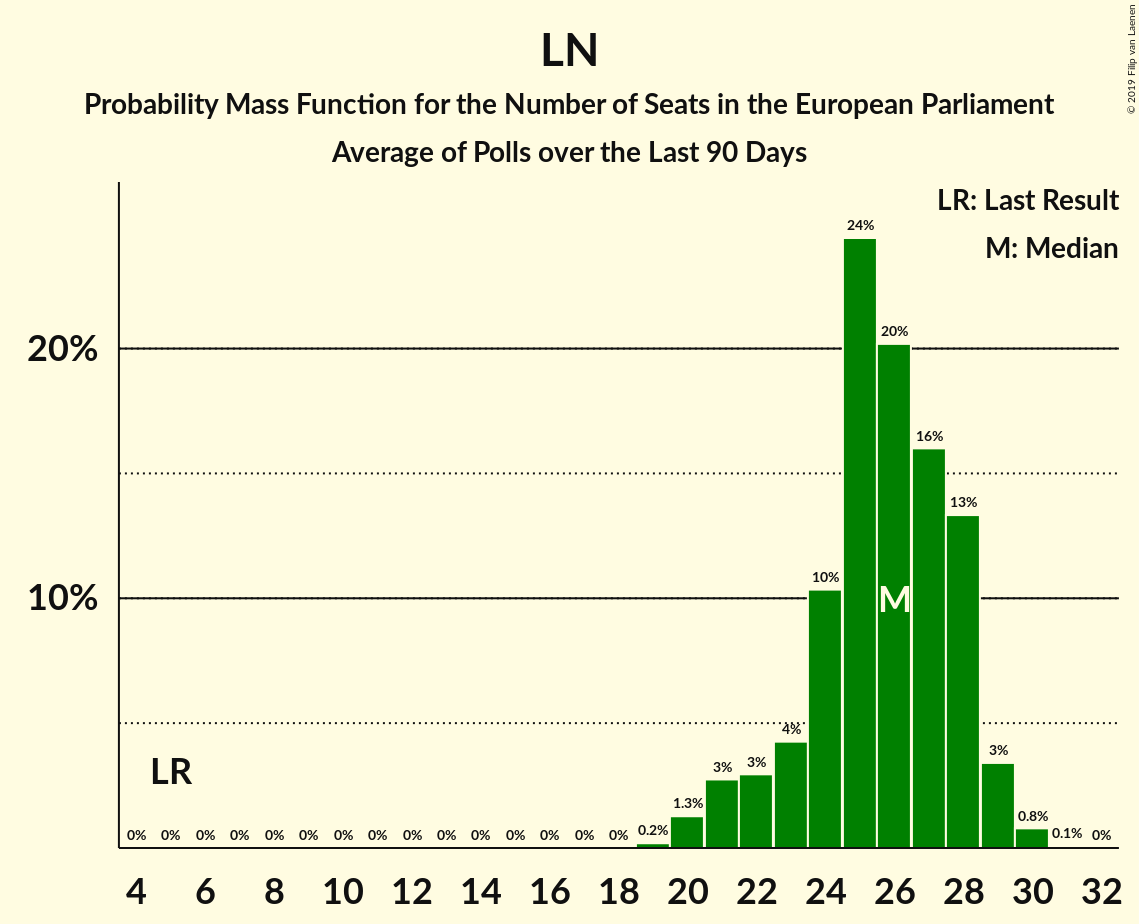 LN
Probability Mass Function for the Number of Seats in the European Parliament
Average of Polls over the Last 90 Days
© 2019 Filip van Laenen
LR: Last Result
M: Median
20%
10%
24%
20%
16%
13%
10%
M
4%
3%
3%
3%
1.3%
0.2%
0.8%
0.1%
0%
LR
0% 0% 0% 0% 0% 0% 0% 0% 0% 0% 0% 0% 0% 0% 0%
4 6 8 10 12 14 16 18 20 22 24 26 28 30 32